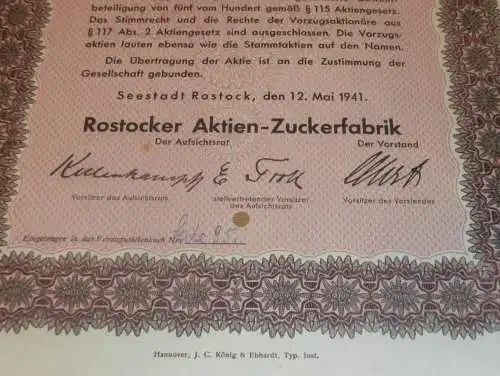 beteiligung von fünf vom Hundert gemäß § 115 Aktiengesetz.
Das Stimmrecht und die Rechte der Vorzugsaktionäre aus
§ 117 Abs. 2 Aktiengesetz sind ausgeschlossen. Die Vorzugs-
aktien lauten ebenso wie die Stammaktien auf den Namen.
Die Übertragung der Aktie ist an die Zustimmung der
Gesellschaft gebunden.
Seestadt Rostock, den 12. Mai 1941.
Rostocker Aktien-Zuckerfabrik
Der Aufsichtsrat Der Vorstand
Vorsitzer des Aufsichtsrats stellvertretender Vorsitzer des Aufsichtsrats Vorsitzer des Vorstandes
Eingetragen in das Vorzugsaktienbuch Nr.
Hannover, J. C. König & Ebhardt, Typ. Inst.